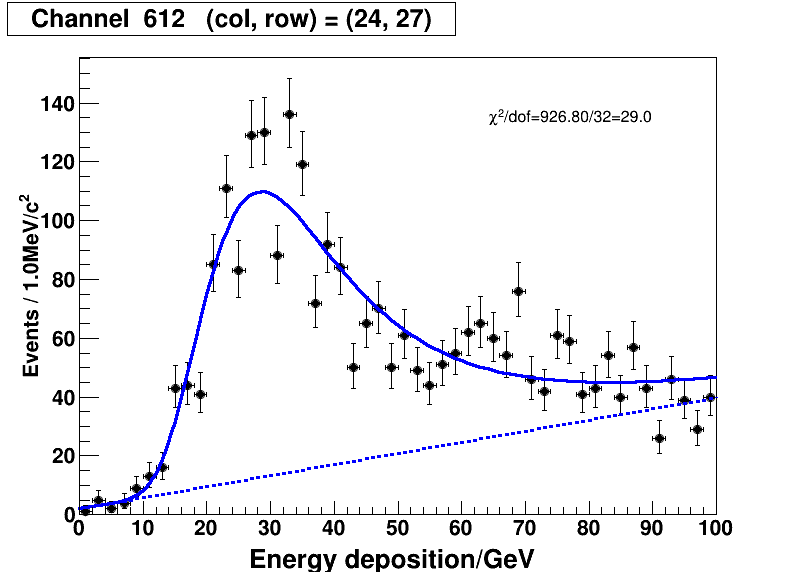 Channel  612   (col, row) = (24, 27)
χ²/dof=926.80/32=29.0
Events / 1.0MeV/c²
140
120
100
80
60
40
20
0
0 10 20 30 40 50 60 70 80 90 100
Energy deposition/GeV